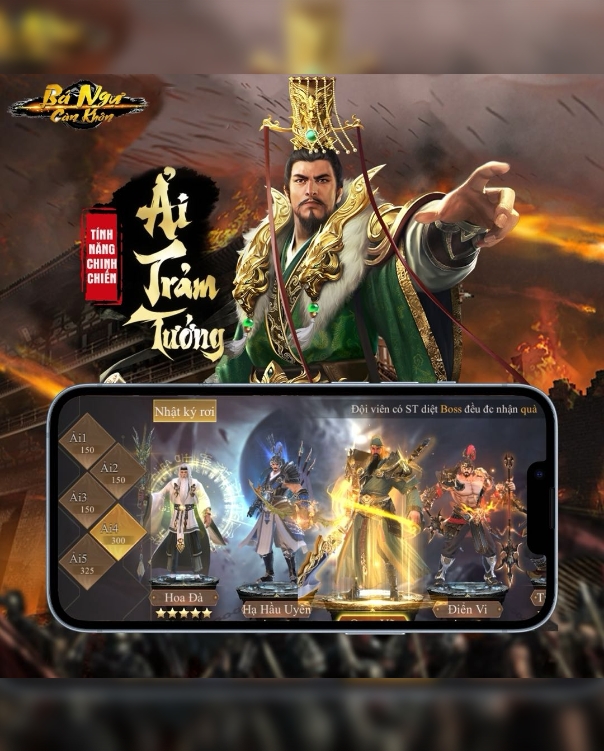 Bá Ngự
Càn Khôn
TÍNH
NĂNG
CHINH
CHIẾN
Ải
Trảm
Tướng
Nhật ký rơi
Đội viên có ST diệt Boss đều đc nhận quà
Ải1
150
Ải2
150
Ải3
150
Ải4
300
Ải5
325
Hoa Đà
Hạ Hầu Uyên
Điển Vi
T